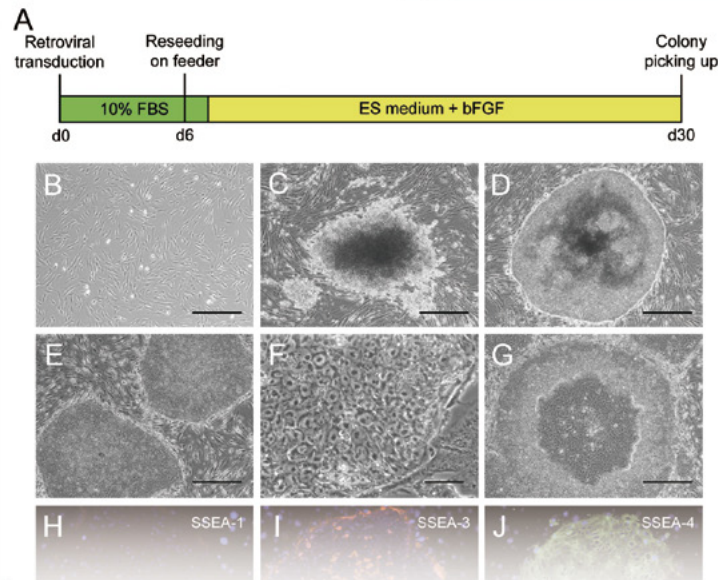 A
Retroviral
transduction
Reseeding
on feeder
Colony
picking up
10% FBS
ES medium + bFGF
d0
d6
d30
B
C
D
E
F
G
H
SSEA-1
I
SSEA-3
J
SSEA-4